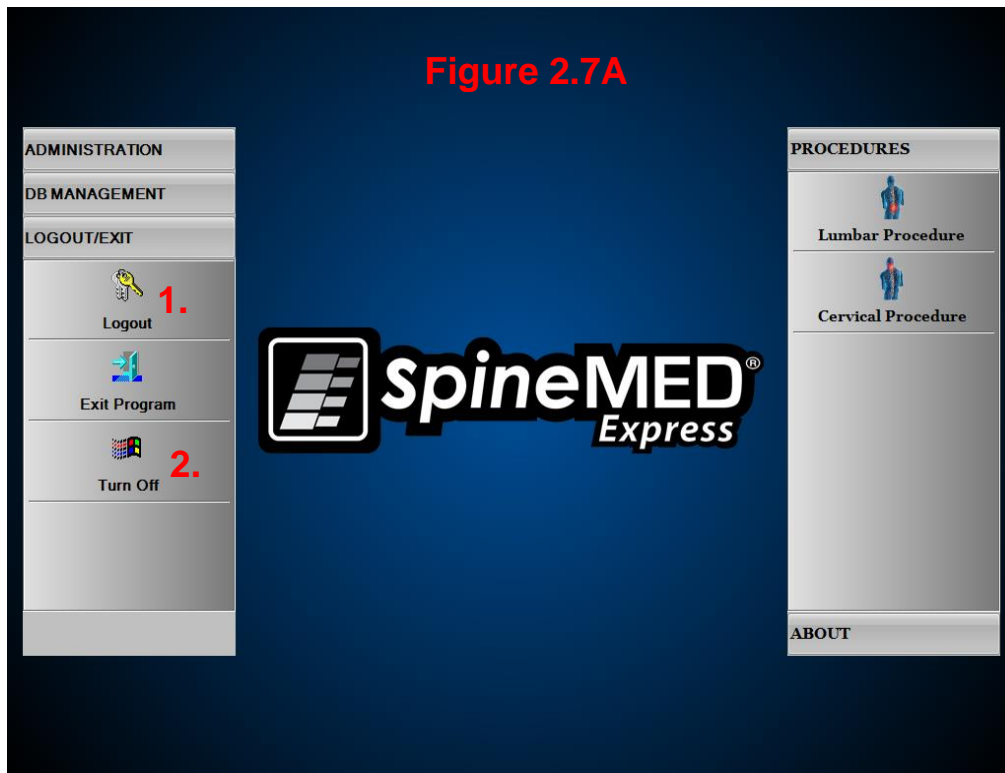 Figure 2.7A
ADMINISTRATION
DB MANAGEMENT
LOGOUT/EXIT
1.
Logout
Exit Program
2.
Turn Off
SpineMED®
Express
PROCEDURES
Lumbar Procedure
Cervical Procedure
ABOUT